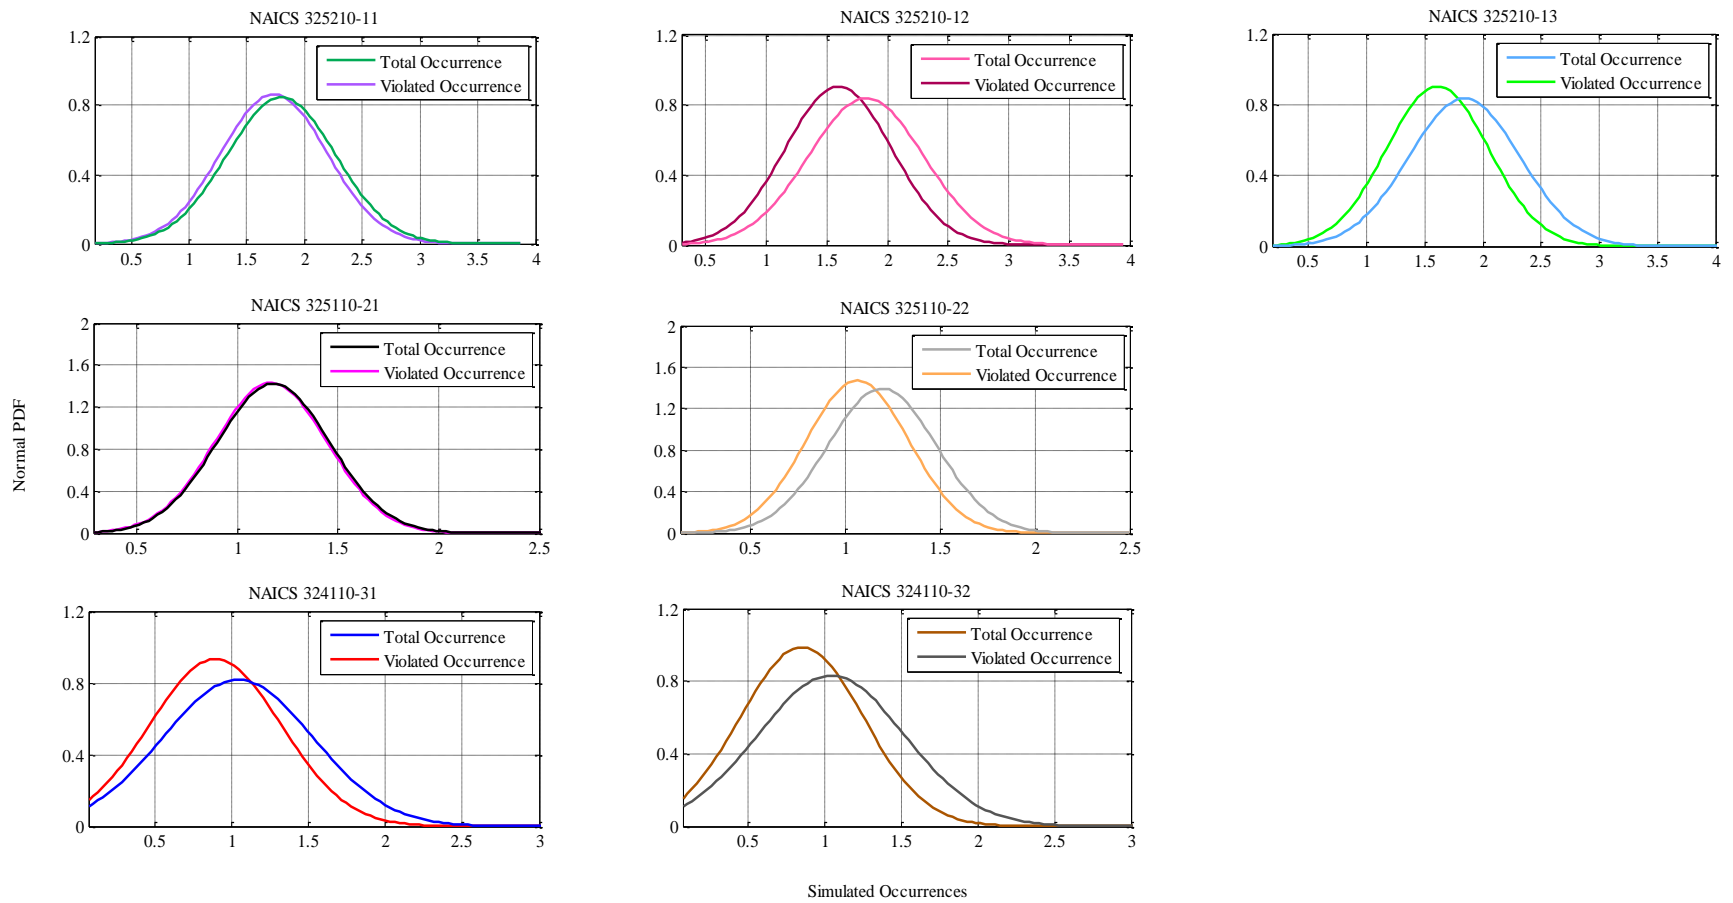 NAICS 325210-11
NAICS 325210-12
NAICS 325210-13
1.2
0.8
0.4
0
Total Occurrence
Violated Occurrence
0.5 1 1.5 2 2.5 3 3.5 4
1.2
0.8
0.4
0
Total Occurrence
Violated Occurrence
0.5 1 1.5 2 2.5 3 3.5 4
1.2
0.8
0.4
0
Total Occurrence
Violated Occurrence
0.5 1 1.5 2 2.5 3 3.5 4
NAICS 325110-21
NAICS 325110-22
2
1.6
1.2
0.8
0.4
0
Total Occurrence
Violated Occurrence
0.5 1 1.5 2 2.5
2
1.6
1.2
0.8
0.4
0
Total Occurrence
Violated Occurrence
0.5 1 1.5 2 2.5
Normal PDF
NAICS 324110-31
NAICS 324110-32
1.2
0.8
0.4
0
Total Occurrence
Violated Occurrence
0.5 1 1.5 2 2.5 3
1.2
0.8
0.4
0
Total Occurrence
Violated Occurrence
0.5 1 1.5 2 2.5 3
Simulated Occurrences